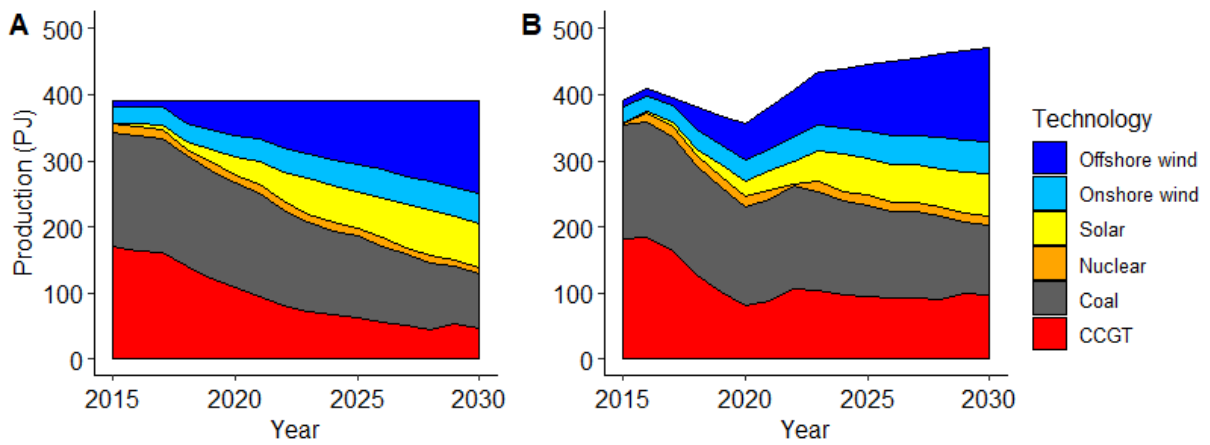 A
Production (PJ)
500
400
300
200
100
0
2015 2020 2025 2030
Year
B
500
400
300
200
100
0
2015 2020 2025 2030
Year
Technology
Offshore wind
Onshore wind
Solar
Nuclear
Coal
CCGT